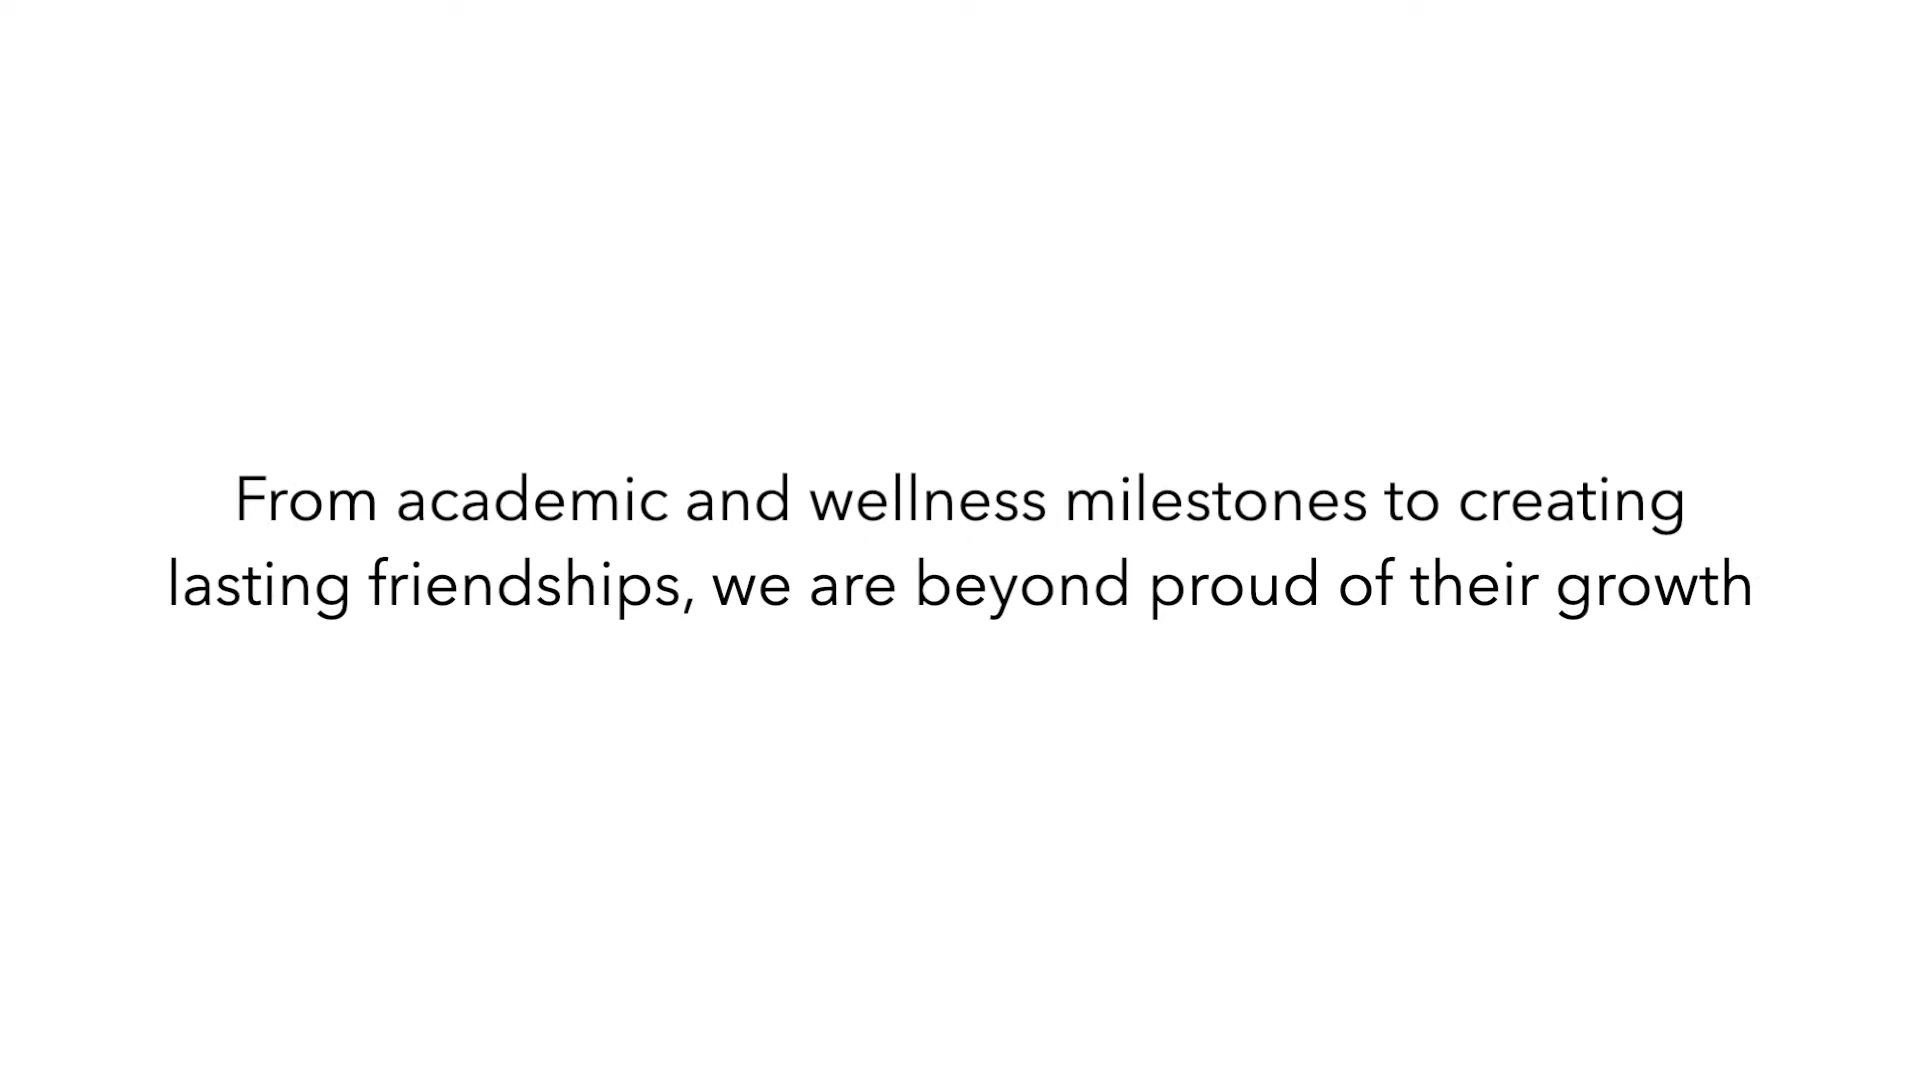 From academic and wellness milestones to creating
lasting friendships, we are beyond proud of their growth